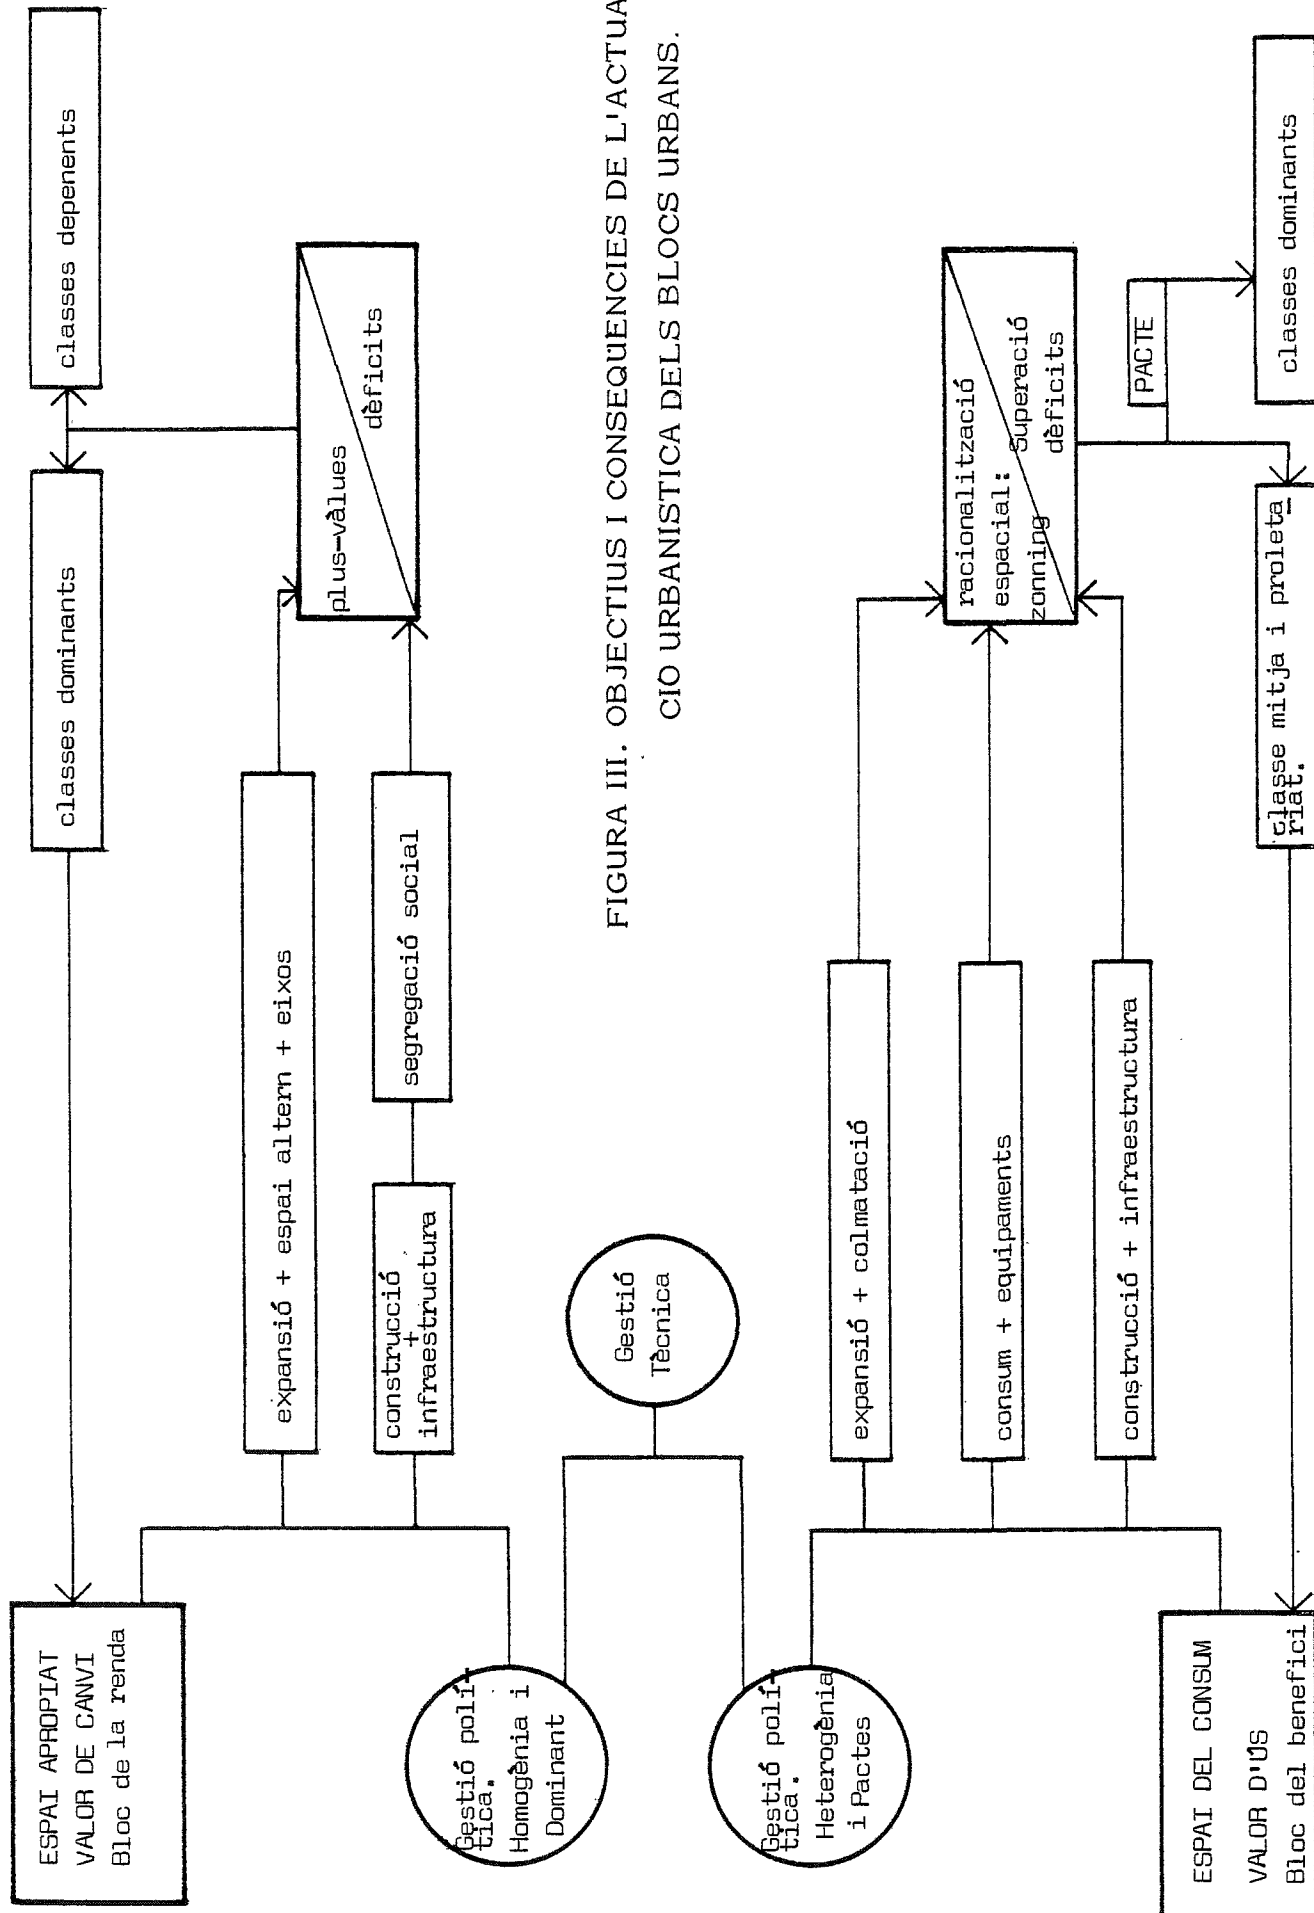 FIGURA III. OBJECTIUS I CONSEQUENCIES DE L'ACTUA
CIÓ URBANISTICA DELS BLOCS URBANS.
ESPAI APROPIAT
VALOR DE CANVI
Bloc de la renda
classes dominants
classes depenents
expansió + espai altern + eixos
construcció
+
infraestructura
segregació social
plus-vàlues
dèficits
Gestió polí-
tica.
Homogènia i
Dominant
Gestió
Tècnica
Gestió polí-
tica.
Heterogènia
i Pactes
expansió + colmatació
consum + equipaments
construcció + infraestructura
racionalització
espacial:
zonning
Superació
dèficits
PACTE
ESPAI DEL CONSUM
VALOR D'ÚS
Bloc del benefici
classe mitja i proleta
riat.
classes dominants